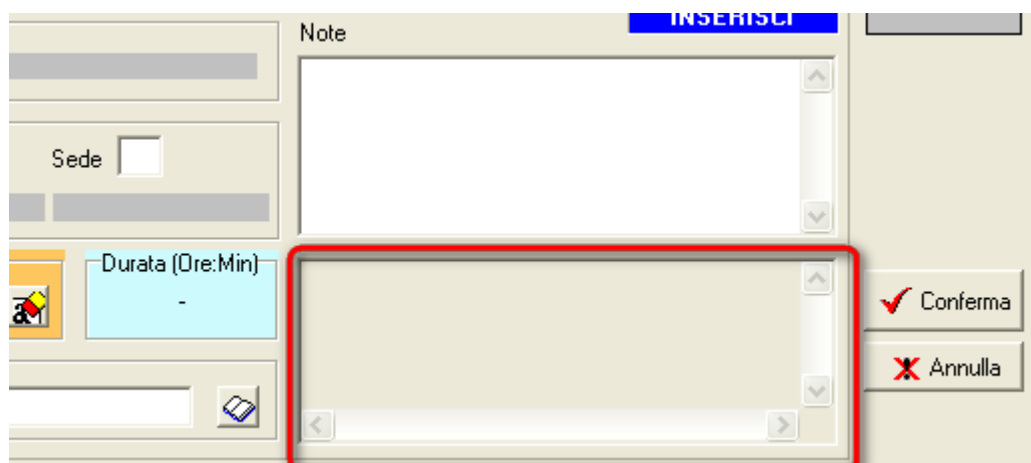 INSERISCI
Note
Sede
Durata (Ore:Min)
-
Conferma
Annulla